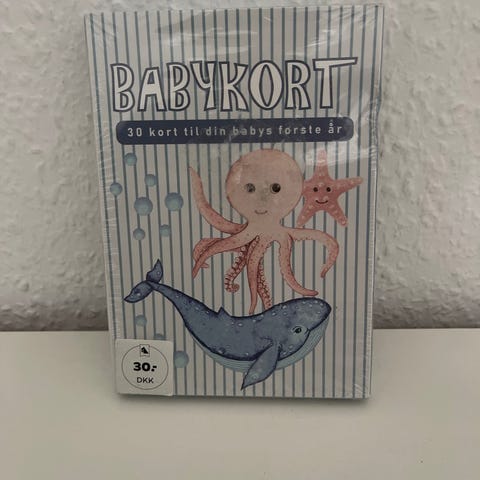 BABYKORT
30 kort til din babys første år
30.-
DKK